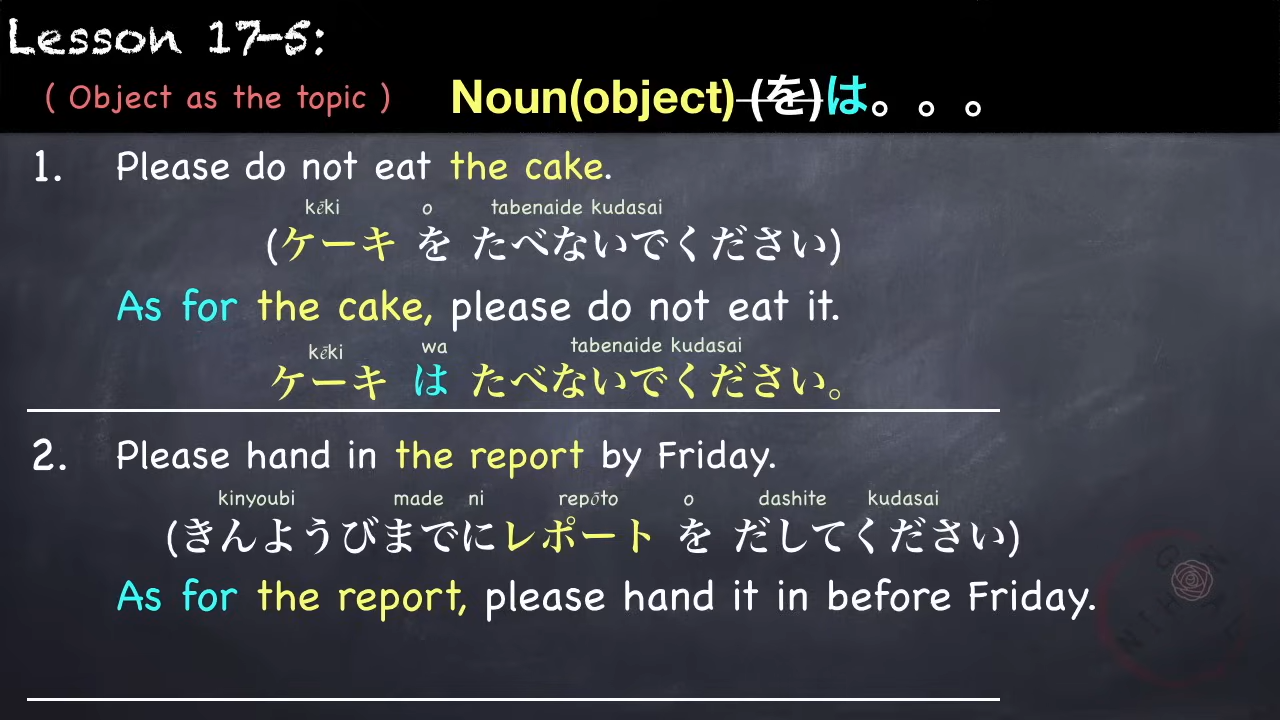 Lesson 17-5:
( Object as the topic ) Noun(object) (を)は。。。
1. Please do not eat the cake.
kēki o tabenaide kudasai
(ケーキ を たべないでください)
As for the cake, please do not eat it.
kēki wa tabenaide kudasai
ケーキ は たべないでください。
2. Please hand in the report by Friday.
kinyoubi made ni repōto o dashite kudasai
(きんようびまでにレポート を だしてください)
As for the report, please hand it in before Friday.